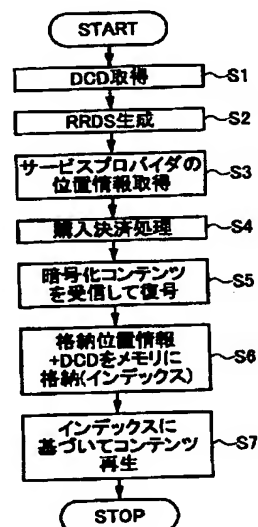 START
DCD取得
S1
RRDS生成
S2
サービスプロバイダの
位置情報取得
S3
購入決済処理
S4
暗号化コンテンツ
を受信して復号
S5
格納位置情報
+DCDをメモリに
格納(インデックス)
S6
インデックスに
基づいてコンテンツ
再生
S7
STOP